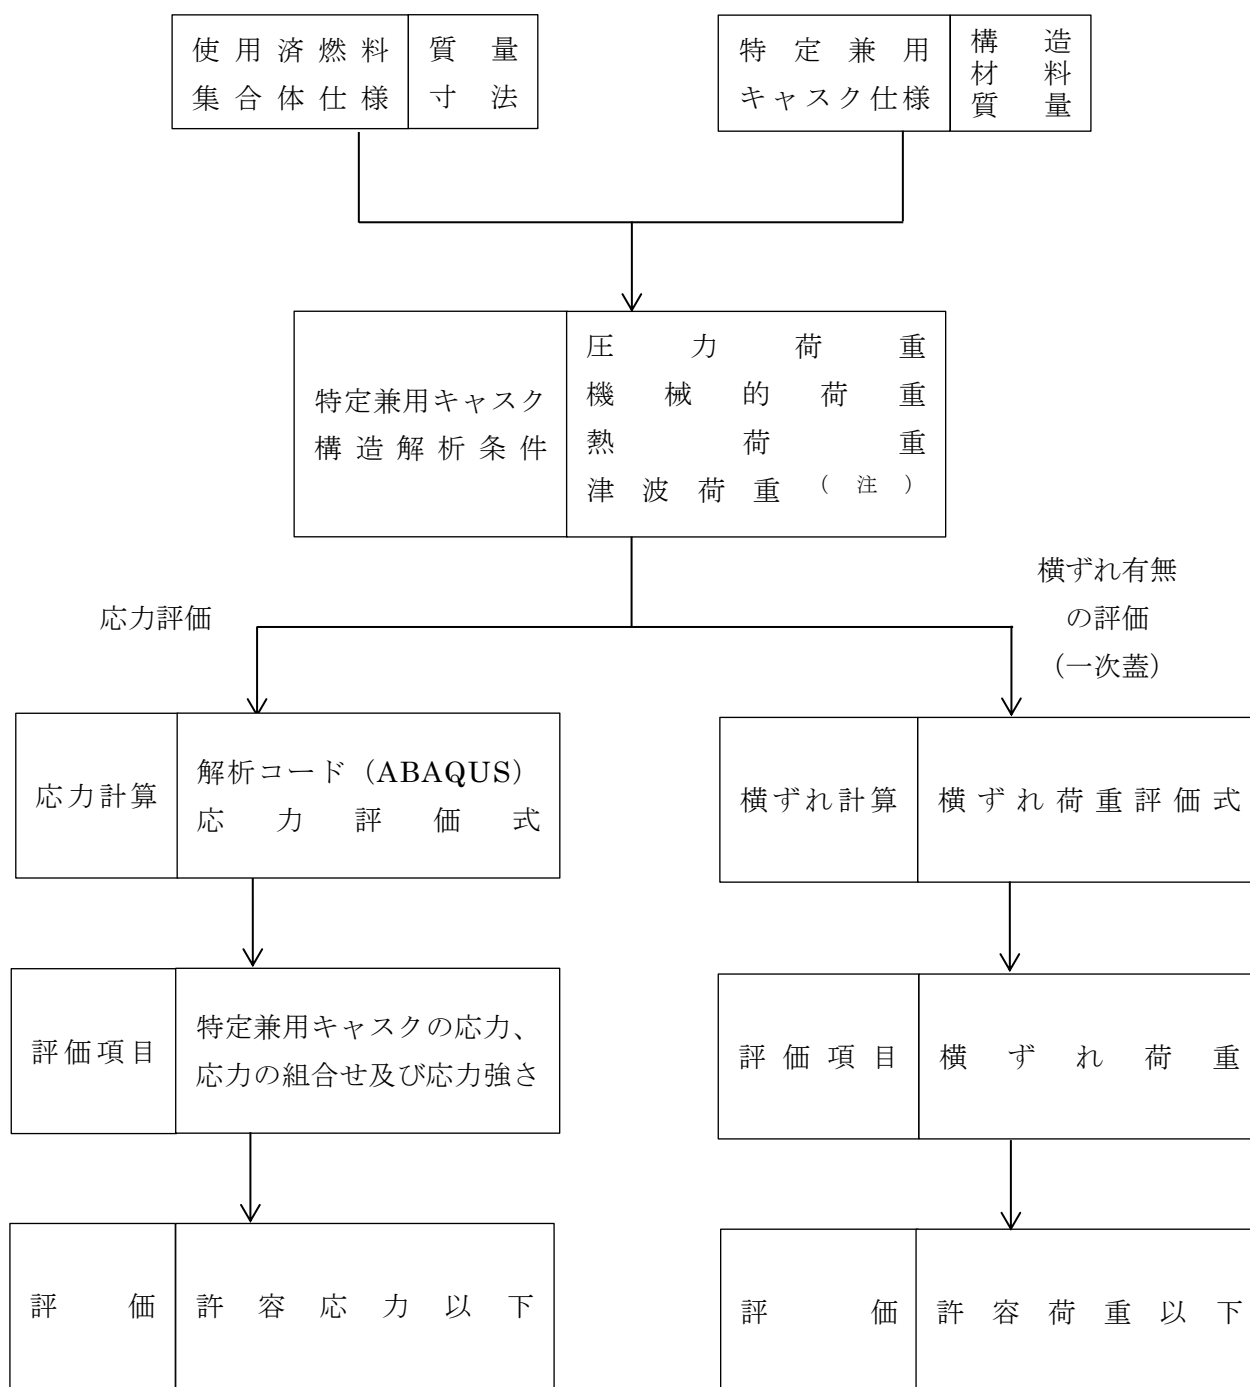 使用済燃料
集合体仕様
質量
寸法
特定兼用
キャスク仕様
構造
材料
質量
特定兼用キャスク
構造解析条件
圧力荷重
機械的荷重
熱荷重
津波荷重(注)
応力評価
横ずれ有無
の評価
(一次蓋)
応力計算
解析コード(ABAQUS)
応力評価式
横ずれ計算
横ずれ荷重評価式
評価項目
特定兼用キャスクの応力、
応力の組合せ及び応力強さ
評価項目
横ずれ荷重
評価
許容応力以下
評価
許容荷重以下